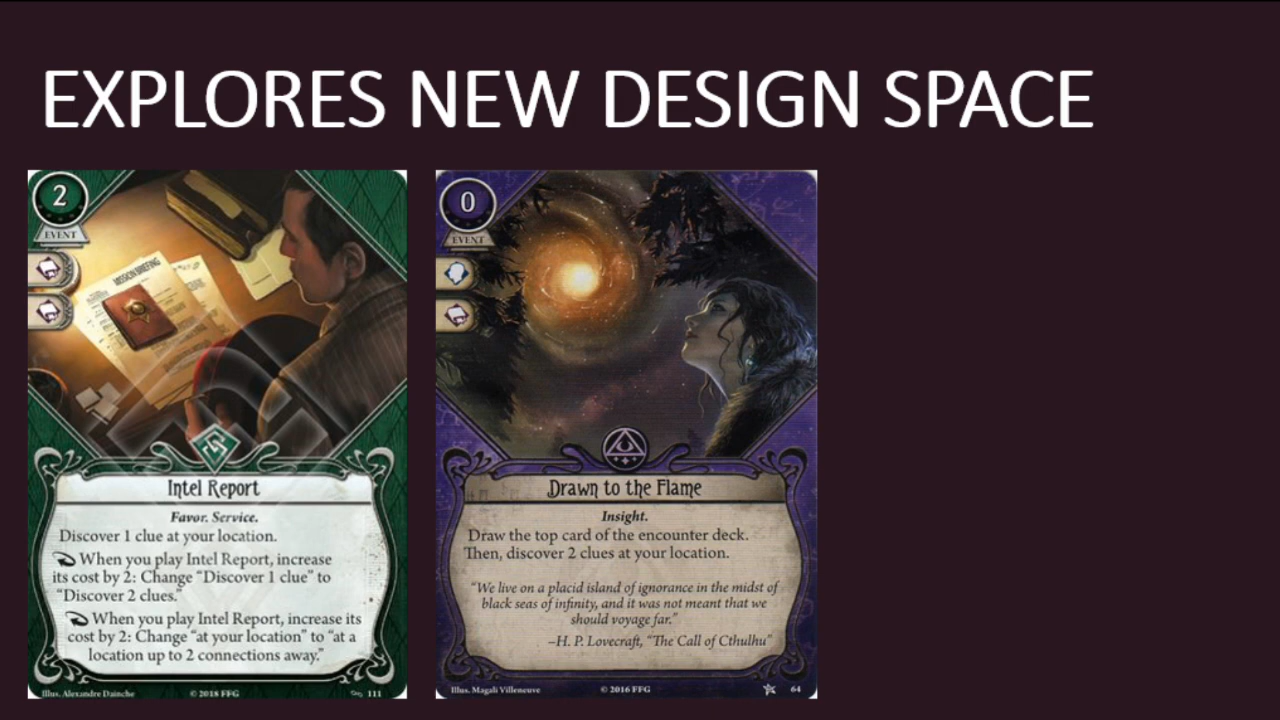 EXPLORES NEW DESIGN SPACE
2
EVENT
MISSION BRIEFING
Intel Report
Favor. Service.
Discover 1 clue at your location.
When you play Intel Report, increase
its cost by 2: Change “Discover 1 clue” to
“Discover 2 clues.”
When you play Intel Report, increase its
cost by 2: Change “at your location” to “at a
location up to 2 connections away.”
Illus. Alexandre Dainche
© 2018 FFG
111
0
EVENT
Drawn to the Flame
Insight.
Draw the top card of the encounter deck.
Then, discover 2 clues at your location.
“We live on a placid island of ignorance in the midst of
black seas of infinity, and it was not meant that we
should voyage far.”
–H. P. Lovecraft, “The Call of Cthulhu”
Illus. Magali Villeneuve
© 2016 FFG
64